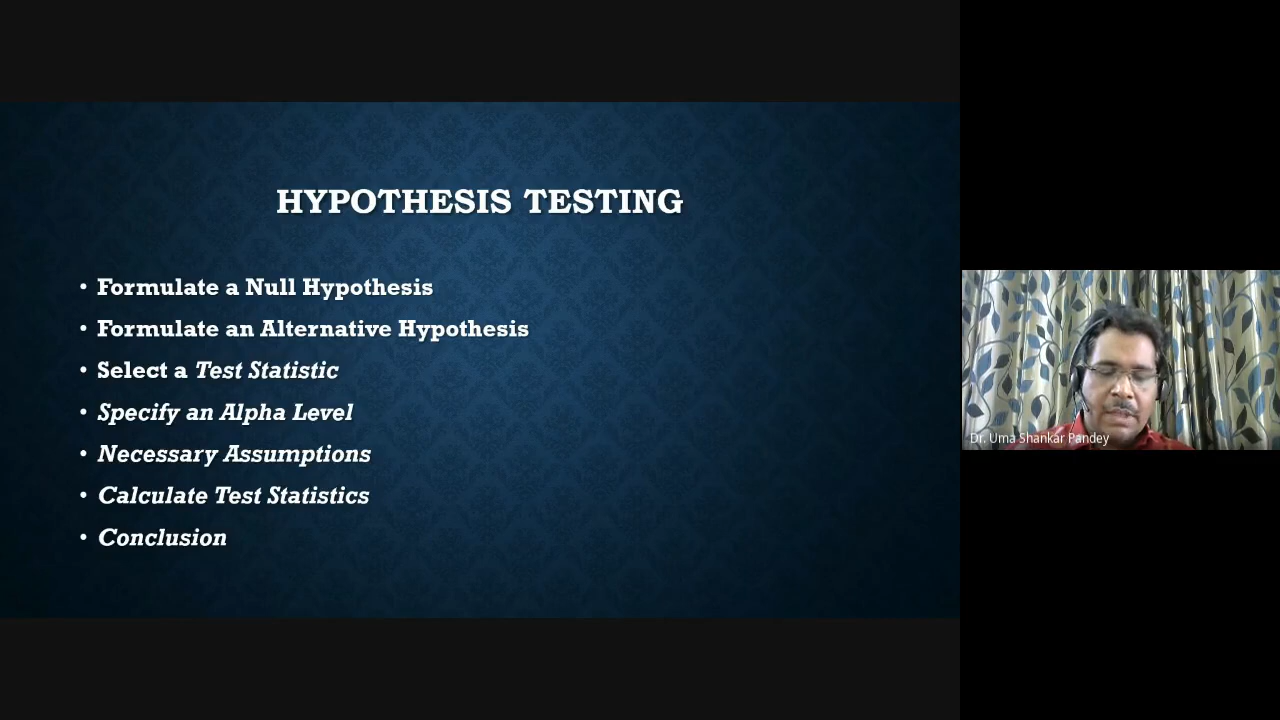 HYPOTHESIS TESTING
• Formulate a Null Hypothesis
• Formulate an Alternative Hypothesis
• Select a Test Statistic
• Specify an Alpha Level
• Necessary Assumptions
• Calculate Test Statistics
• Conclusion
Dr. Uma Shankar Pandey